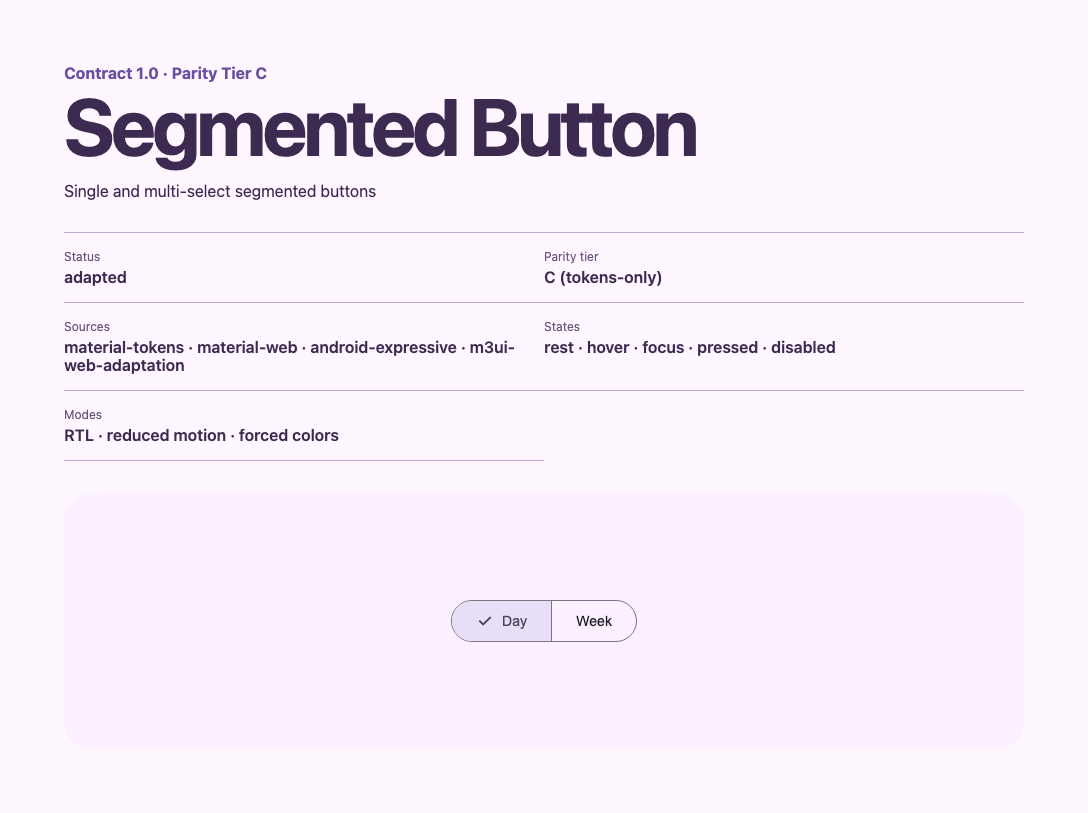 Contract 1.0 · Parity Tier C
Segmented Button
Single and multi-select segmented buttons
Status
adapted
Parity tier
C (tokens-only)
Sources
material-tokens · material-web · android-expressive · m3ui-
web-adaptation
States
rest · hover · focus · pressed · disabled
Modes
RTL · reduced motion · forced colors
Day
Week